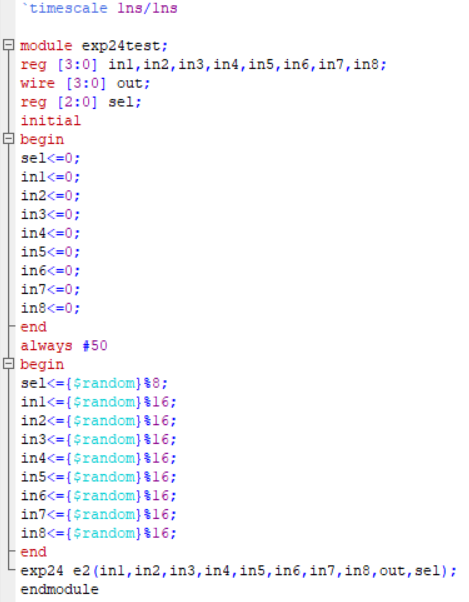 `timescale 1ns/1ns
module exp24test;
reg [3:0] in1,in2,in3,in4,in5,in6,in7,in8;
wire [3:0] out;
reg [2:0] sel;
initial
begin
sel<=0;
in1<=0;
in2<=0;
in3<=0;
in4<=0;
in5<=0;
in6<=0;
in7<=0;
in8<=0;
end
always #50
begin
sel<={$random}%8;
in1<={$random}%16;
in2<={$random}%16;
in3<={$random}%16;
in4<={$random}%16;
in5<={$random}%16;
in6<={$random}%16;
in7<={$random}%16;
in8<={$random}%16;
end
exp24 e2(in1,in2,in3,in4,in5,in6,in7,in8,out,sel);
endmodule